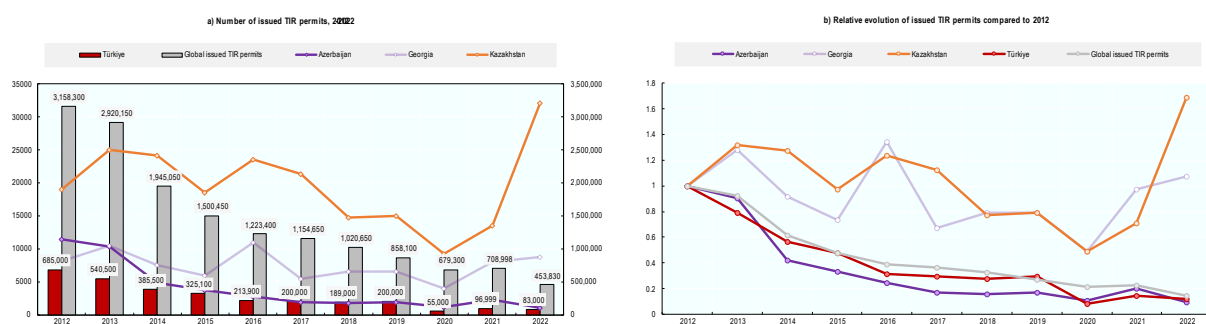 a) Number of issued TIR permits, 2012-2022
Türkiye Global issued TIR permits Azerbaijan Georgia Kazakhstan
35000 3,500,000
30000 3,000,000
25000 2,500,000
20000 2,000,000
15000 1,500,000
10000 1,000,000
5000 500,000
0 0
3,158,300 2,920,150 1,945,050 1,500,450 1,223,400 1,154,650 1,020,650 858,100 679,300 708,998 453,830
685,000 540,500 385,500 325,100 213,900 200,000 189,000 200,000 55,000 96,999 83,000
2012 2013 2014 2015 2016 2017 2018 2019 2020 2021 2022
b) Relative evolution of issued TIR permits compared to 2012
Azerbaijan Georgia Kazakhstan Türkiye Global issued TIR permits
1.8
1.6
1.4
1.2
1
0.8
0.6
0.4
0.2
0
2012 2013 2014 2015 2016 2017 2018 2019 2020 2021 2022